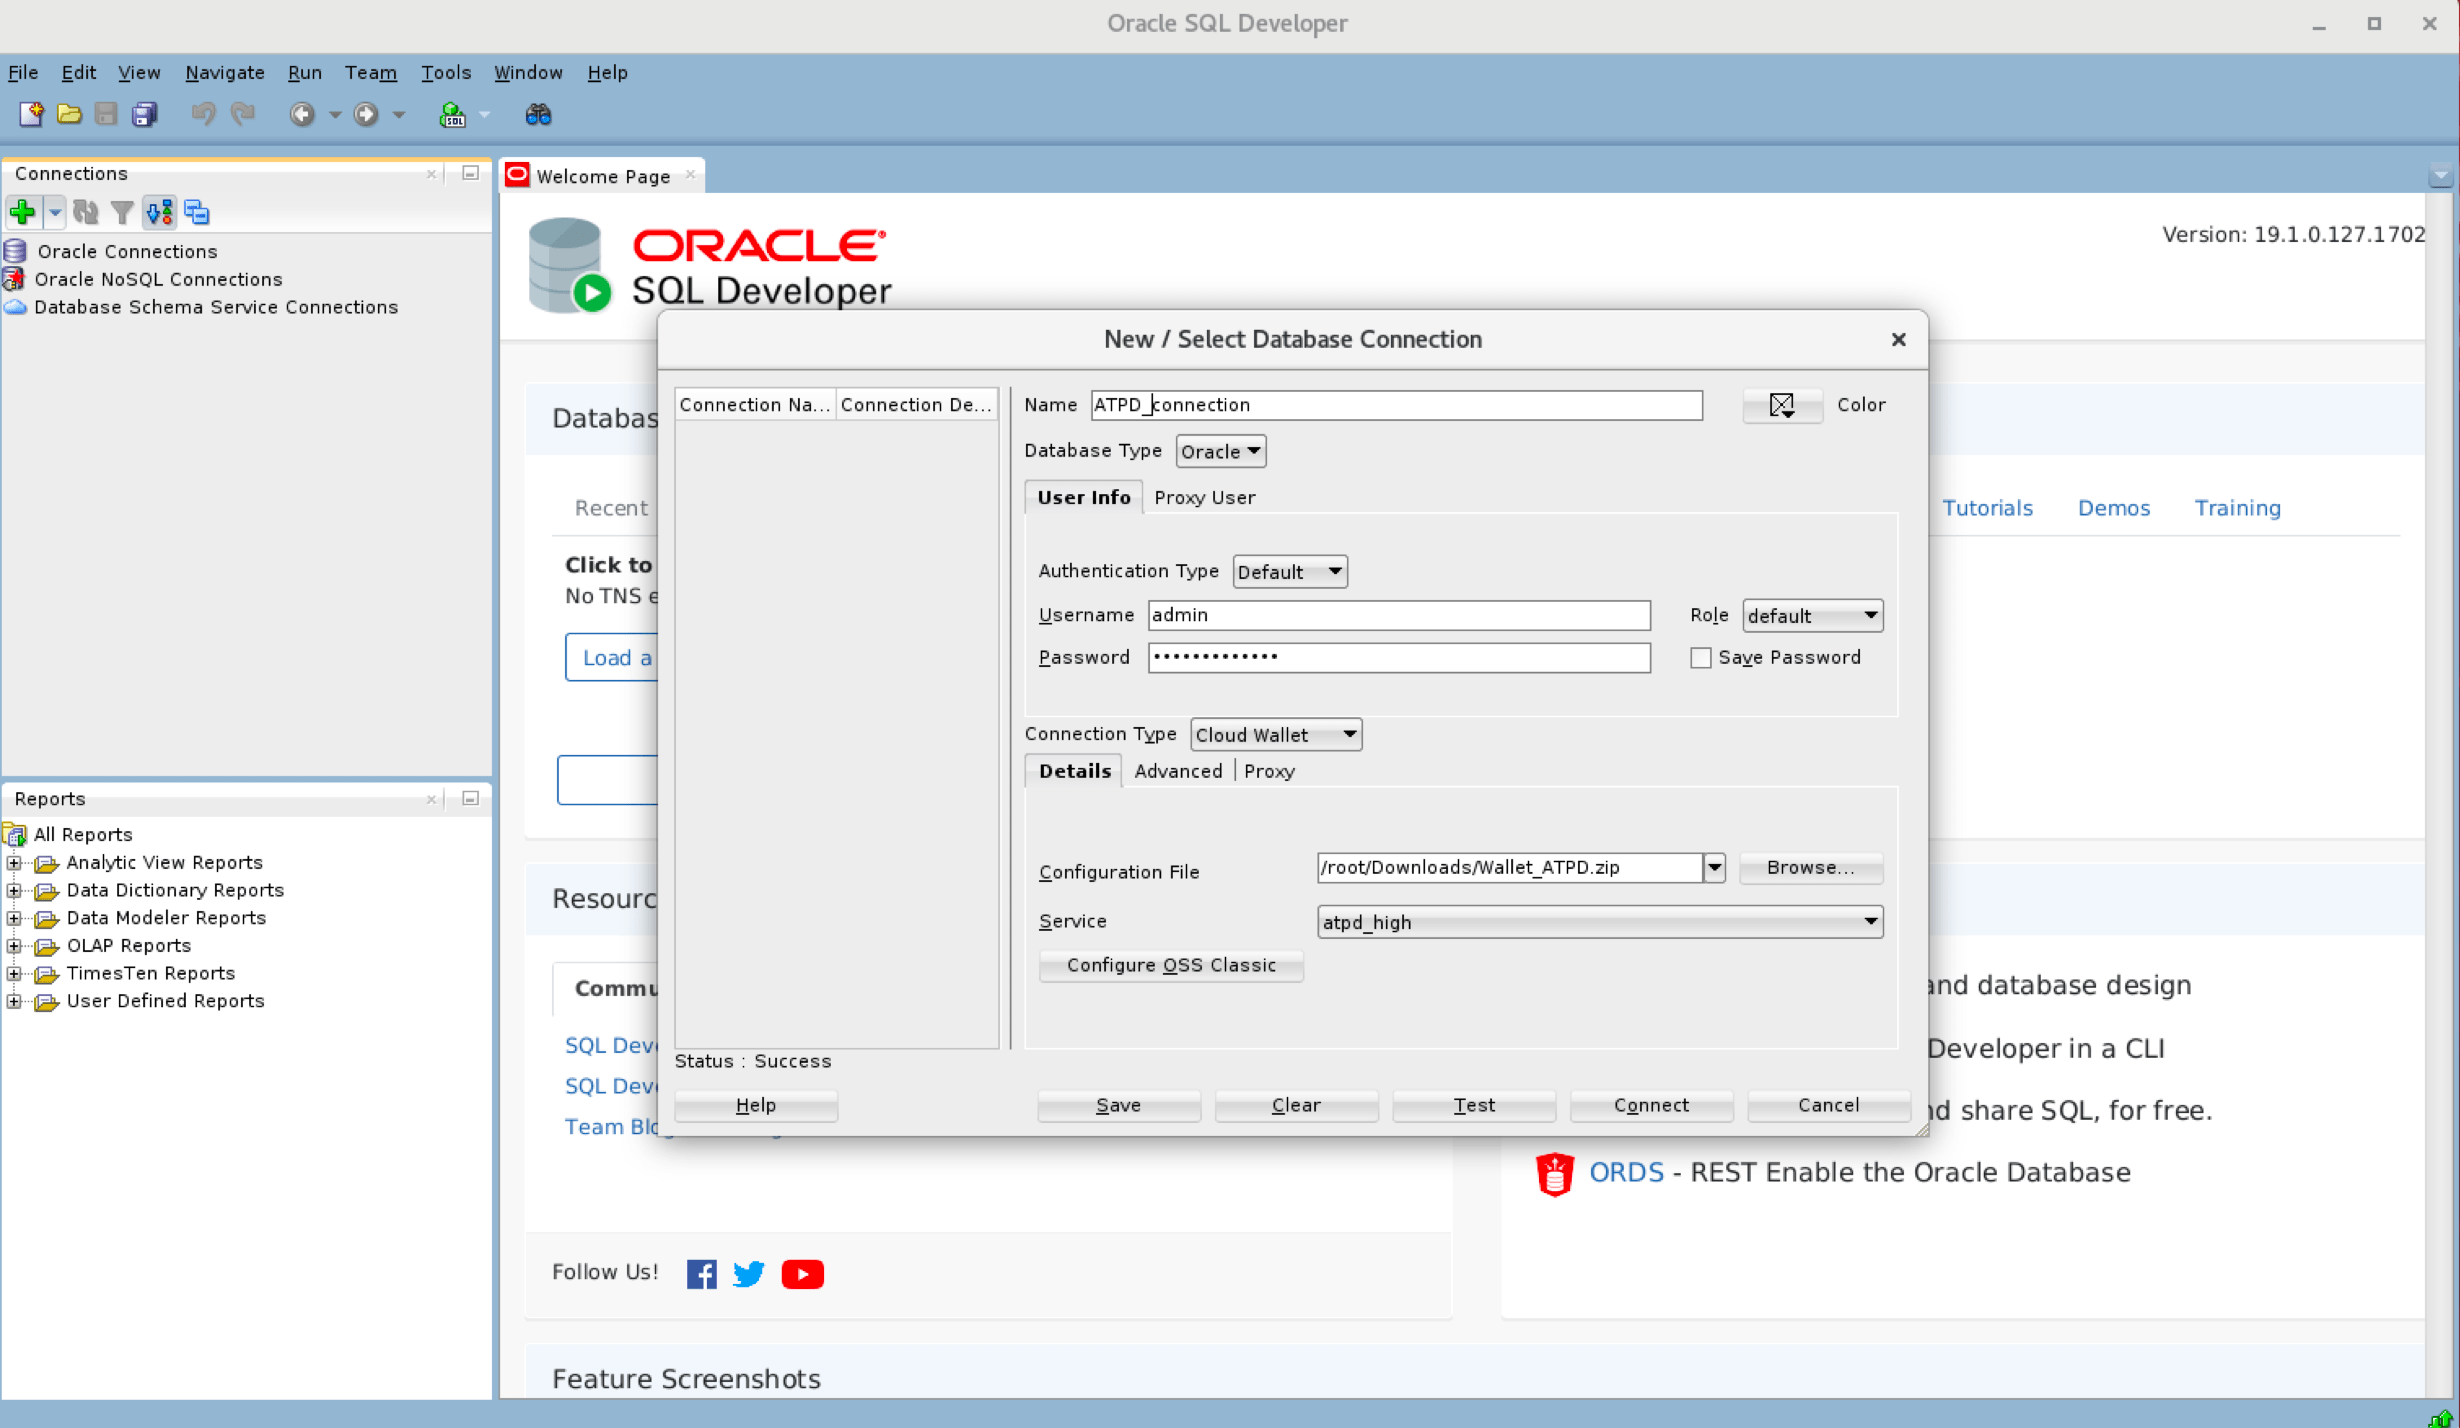 Oracle SQL Developer
File Edit View Navigate Run Team Tools Window Help
Connections
Oracle Connections
Oracle NoSQL Connections
Database Schema Service Connections
Reports
All Reports
Analytic View Reports
Data Dictionary Reports
Data Modeler Reports
OLAP Reports
TimesTen Reports
User Defined Reports
Welcome Page
ORACLE
SQL Developer
Version: 19.1.0.127.1702
Databas
Recent
Tutorials Demos Training
Click to
No TNS e
Load a
Resourc
Commu
SQL Deve
SQL Deve
Team Blo
and database design
Developer in a CLI
nd share SQL, for free.
ORDS - REST Enable the Oracle Database
Follow Us!
Feature Screenshots
New / Select Database Connection
Connection Na... Connection De...
Name ATPD_connection Color
Database Type Oracle
User Info Proxy User
Authentication Type Default
Username admin Role default
Password ••••••••••••• Save Password
Connection Type Cloud Wallet
Details Advanced Proxy
Configuration File /root/Downloads/Wallet_ATPD.zip Browse...
Service atpd_high
Configure OSS Classic
Status : Success
Help Save Clear Test Connect Cancel